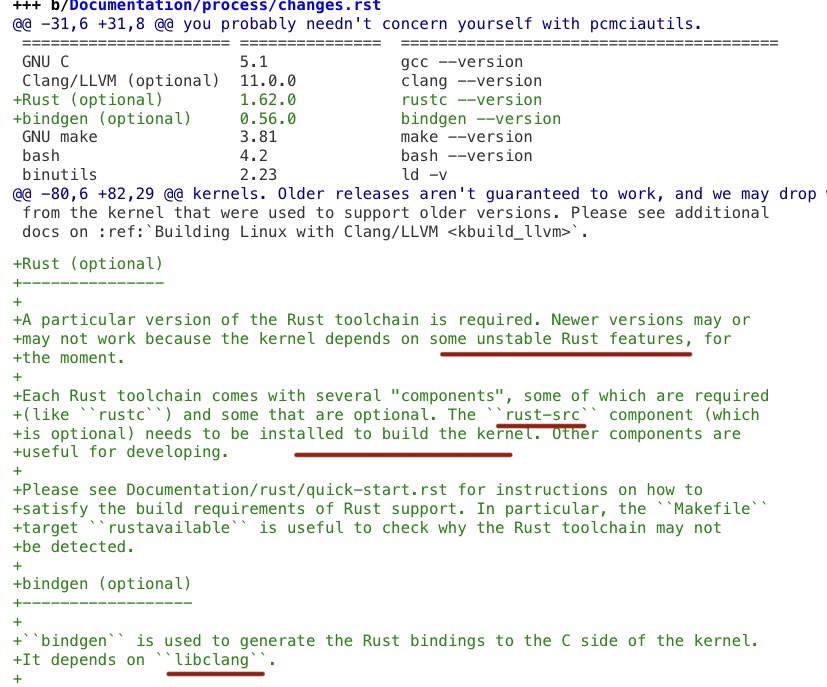 +++ b/Documentation/process/changes.rst
@@ -31,6 +31,8 @@ you probably needn't concern yourself with pcmciautils.
 ====================== ===============  ========================================
 GNU C                  5.1              gcc --version
 Clang/LLVM (optional)  11.0.0           clang --version
+Rust (optional)        1.62.0           rustc --version
+bindgen (optional)     0.56.0           bindgen --version
 GNU make               3.81             make --version
 bash                   4.2              bash --version
 binutils               2.23             ld -v
@@ -80,6 +82,29 @@ kernels. Older releases aren't guaranteed to work, and we may drop
 from the kernel that were used to support older versions. Please see additional
 docs on :ref:`Building Linux with Clang/LLVM <kbuild_llvm>`.
+Rust (optional)
+---------------
+
+A particular version of the Rust toolchain is required. Newer versions may or
+may not work because the kernel depends on some unstable Rust features, for
+the moment.
+
+Each Rust toolchain comes with several "components", some of which are required
+(like ``rustc``) and some that are optional. The ``rust-src`` component (which
+is optional) needs to be installed to build the kernel. Other components are
+useful for developing.
+
+Please see Documentation/rust/quick-start.rst for instructions on how to
+satisfy the build requirements of Rust support. In particular, the ``Makefile``
+target ``rustavailable`` is useful to check why the Rust toolchain may not
+be detected.
+
+bindgen (optional)
+------------------
+
+``bindgen`` is used to generate the Rust bindings to the C side of the kernel.
+It depends on ``libclang``.
+